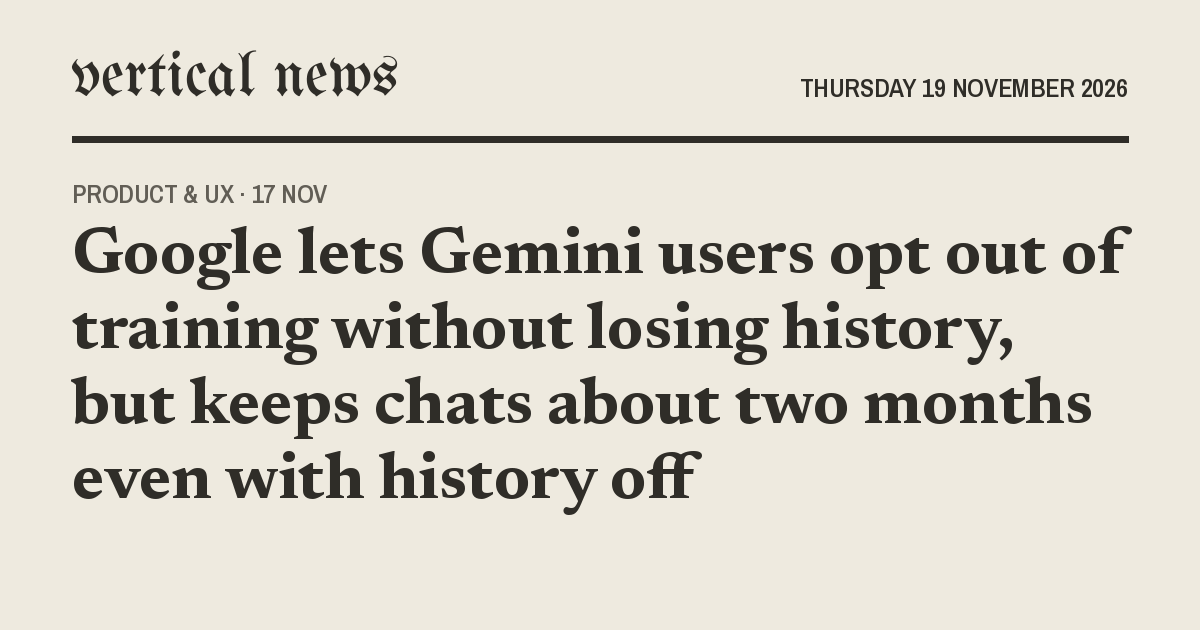 vertical news
THURSDAY 19 NOVEMBER 2026
PRODUCT & UX · 17 NOV
Google lets Gemini users opt out of
training without losing history,
but keeps chats about two months
even with history off